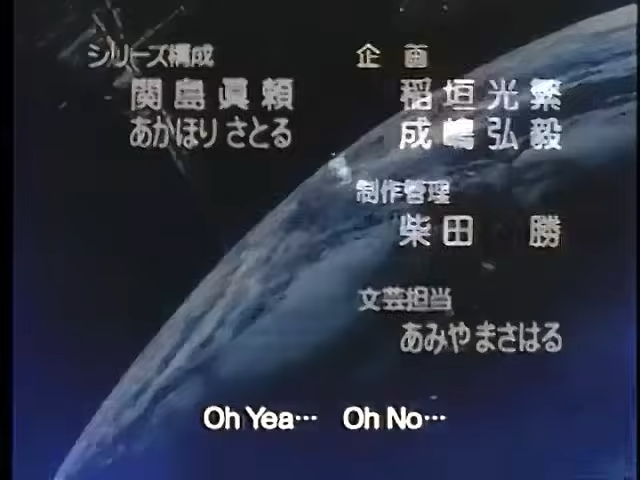 シリーズ構成
関島眞頼
あかほりさとる
企画
稲垣光繁
成嶋弘毅
制作管理
柴田 勝
文芸担当
あみやまさはる
Oh Yea… Oh No…